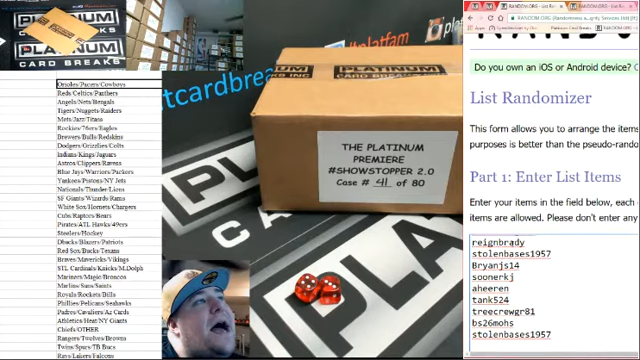 PLATINUM
CARD BREAKS
PLATINUM
#platfam
tcardbrea
PLATINUM
CARD BREAKS
THE PLATINUM
PREMIERE
#SHOWSTOPPER 2.0
Case # 41 of 80
Orioles/Pacers/Cowboys
Reds/Celtics/Panthers
Angels/Nets/Bengals
Tigers/Nuggets/Raiders
Mets/Jazz/Titans
Rockies/76ers/Eagles
Brewers/Bulls/Redskins
Dodgers/Grizzlies/Colts
Indians/Kings/Jaguars
Astros/Clippers/Ravens
Blue Jays/Warriors/Packers
Yankees/Pistons/NY Jets
Nationals/Thunder/Lions
SF Giants/Wizards/Rams
White Sox/Hornets/Chargers
Cubs/Raptors/Bears
Pirates/ATL Hawks/49ers
Steelers/Hockey
Dbacks/Blazers/Patriots
Red Sox/Bucks/Texans
Braves/Mavericks/Vikings
STL Cardinals/Knicks/M.Dolph
Mariners/Magic/Broncos
Marlins/Suns/Saints
Royals/Rockets/Bills
Phillies/Pelicans/Seahawks
Padres/Cavaliers/Az Cards
Athletics/Heat/NY Giants
Chiefs/OTHER
Rangers/Twolves/Browns
Twins/Spurs/TB Bucs
Rays/Lakers/Falcons
Do you own an iOS or Android device?
List Randomizer
This form allows you to arrange the items
purposes is better than the pseudo-rando
Part 1: Enter List Items
Enter your items in the field below, each
items are allowed. Please don't enter any
reignbrady
stolenbases1957
Bryanjs14
soonerkj
aheeren
tank524
treecrewgr81
bs26mohs
stolenbases1957